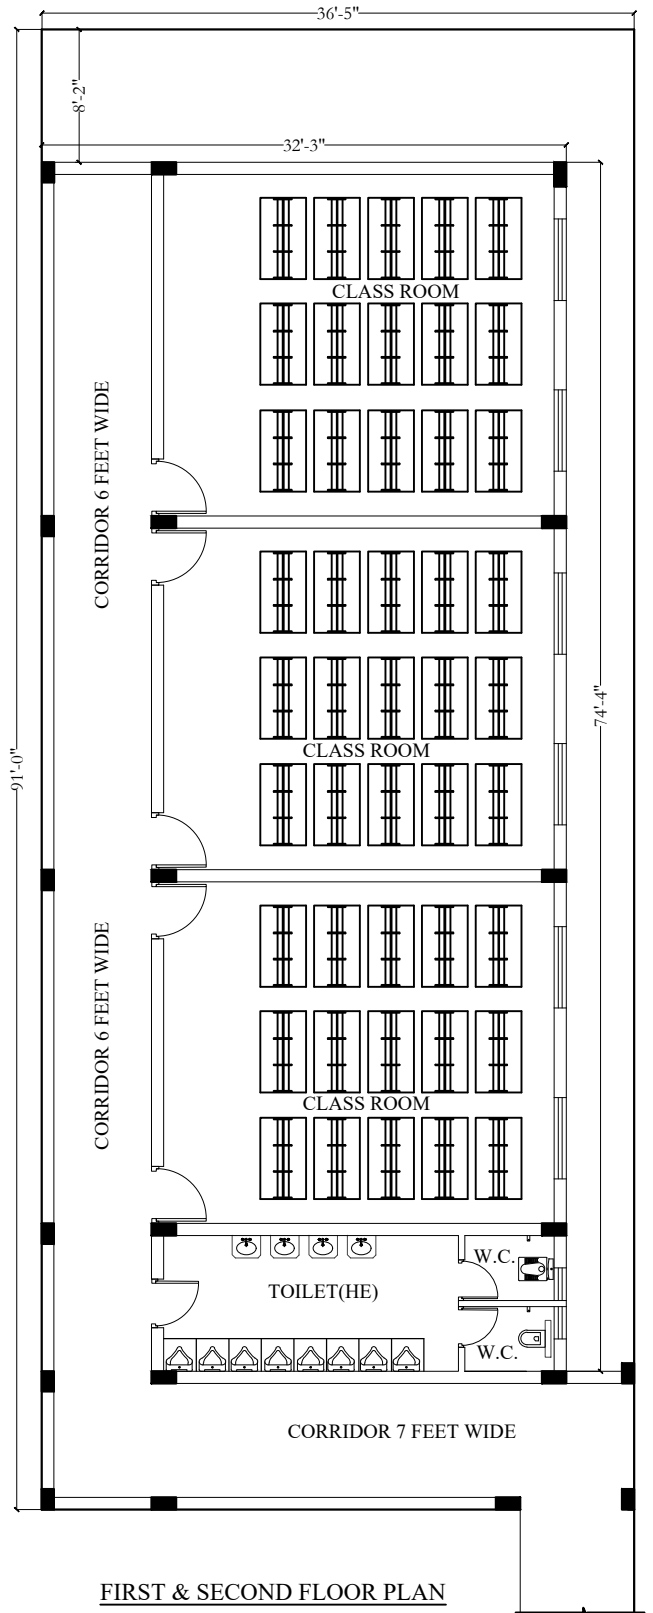 36'-5"
8'-2"
32'-3"
CLASS ROOM
CORRIDOR 6 FEET WIDE
74'-4"
91'-0"
CLASS ROOM
CORRIDOR 6 FEET WIDE
CLASS ROOM
W.C.
TOILET(HE)
W.C.
CORRIDOR 7 FEET WIDE
FIRST & SECOND FLOOR PLAN